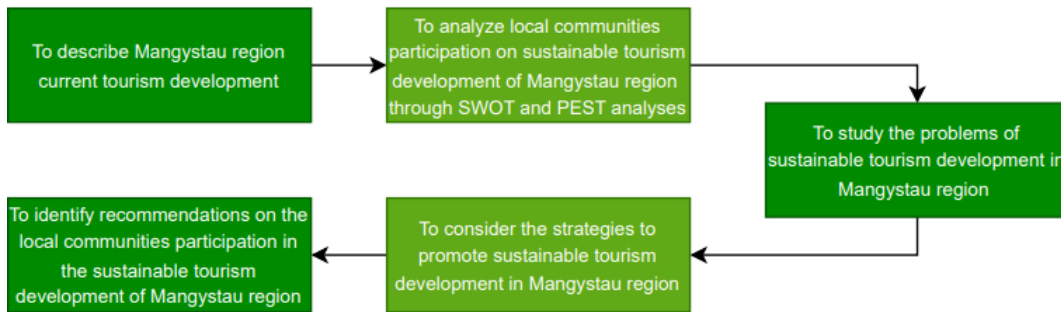 To describe Mangystau region
current tourism development
To analyze local communities
participation on sustainable tourism
development of Mangystau region
through SWOT and PEST analyses
To study the problems of
sustainable tourism development in
Mangystau region
To consider the strategies to
promote sustainable tourism
development in Mangystau region
To identify recommendations on the
local communities participation in
the sustainable tourism
development of Mangystau region